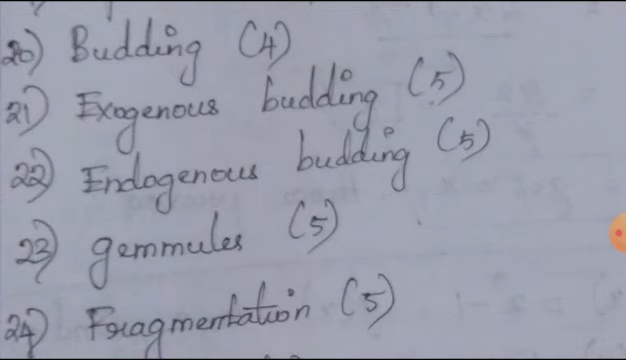 20) Budding (4)
21) Exogenous budding (5)
22) Endogenous budding (5)
23) gemmules (5)
24) Fragmentation (5)